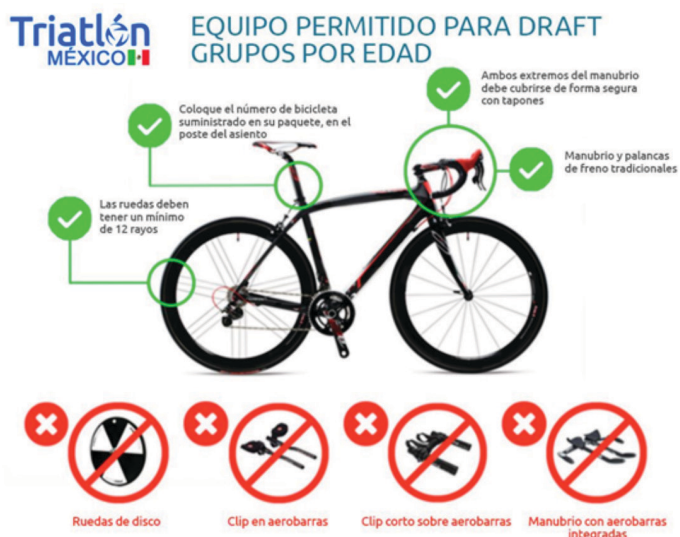 Triatlón
MÉXICO
EQUIPO PERMITIDO PARA DRAFT
GRUPOS POR EDAD
Ambos extremos del manubrio
debe cubrirse de forma segura
con tapones
Coloque el número de bicicleta
suministrado en su paquete, en el
poste del asiento
Manubrio y palancas
de freno tradicionales
Las ruedas deben
tener un mínimo
de 12 rayos
Ruedas de disco
Clip en aerobarras
Clip corto sobre aerobarras
Manubrio con aerobarras
integradas